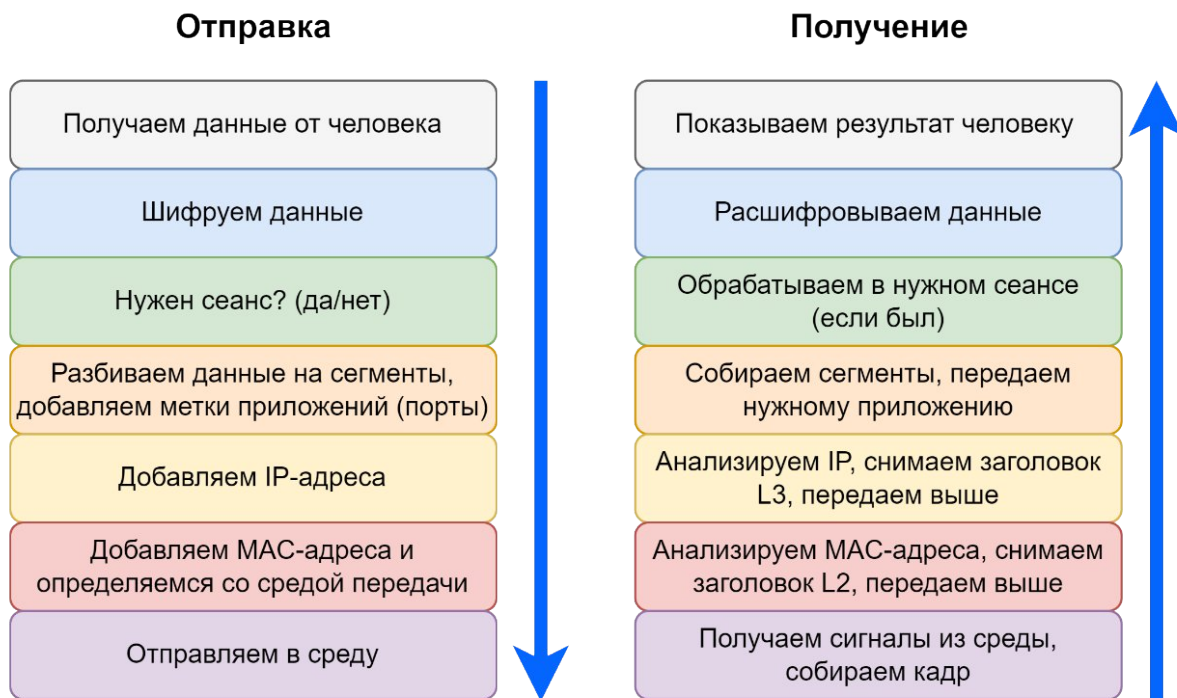 Отправка
Получаем данные от человека
Шифруем данные
Нужен сеанс? (да/нет)
Разбиваем данные на сегменты,
добавляем метки приложений (порты)
Добавляем IP-адреса
Добавляем MAC-адреса и
определяемся со средой передачи
Отправляем в среду
Получение
Показываем результат человеку
Расшифровываем данные
Обрабатываем в нужном сеансе
(если был)
Собираем сегменты, передаем
нужному приложению
Анализируем IP, снимаем заголовок
L3, передаем выше
Анализируем MAC-адреса, снимаем
заголовок L2, передаем выше
Получаем сигналы из среды,
собираем кадр